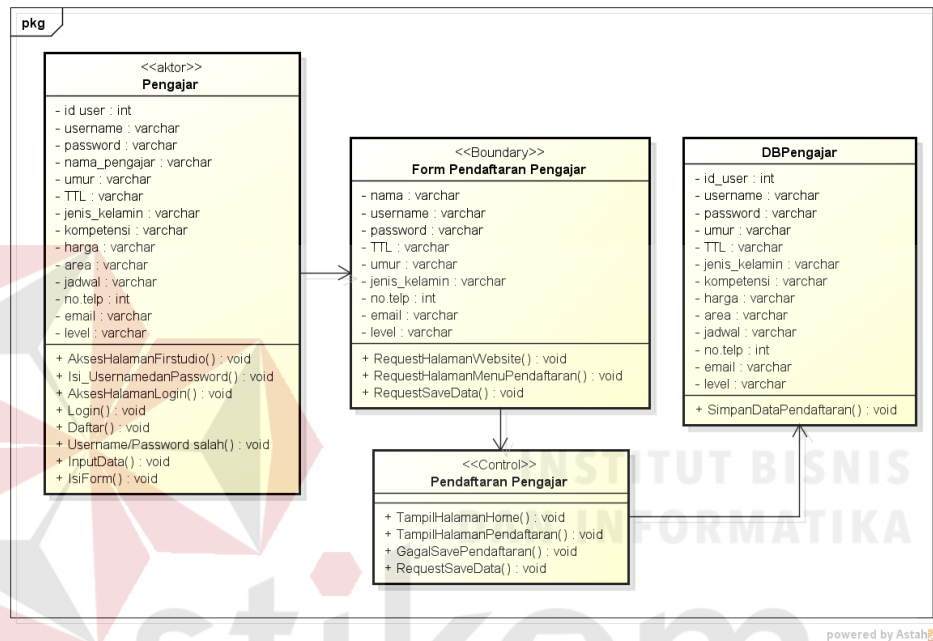 pkg
<<aktor>>
Pengajar
- id user : int
- username : varchar
- password : varchar
- nama_pengajar : varchar
- umur : varchar
- TTL : varchar
- jenis_kelamin : varchar
- kompetensi : varchar
- harga : varchar
- area : varchar
- jadwal : varchar
- no.telp : int
- email : varchar
- level : varchar
+ AksesHalamanFirstudio() : void
+ Isi_UsernamedanPassword() : void
+ AksesHalamanLogin() : void
+ Login() : void
+ Daftar() : void
+ Username/Password salah() : void
+ InputData() : void
+ IsiForm() : void
<<Boundary>>
Form Pendaftaran Pengajar
- nama : varchar
- username : varchar
- password : varchar
- TTL : varchar
- umur : varchar
- jenis_kelamin : varchar
- no.telp : int
- email : varchar
- level : varchar
+ RequestHalamanWebsite() : void
+ RequestHalamanMenuPendaftaran() : void
+ RequestSaveData() : void
DBPengajar
- id_user : int
- username : varchar
- password : varchar
- umur : varchar
- TTL : varchar
- jenis_kelamin : varchar
- kompetensi : varchar
- harga : varchar
- area : varchar
- jadwal : varchar
- no.telp : int
- email : varchar
- level : varchar
+ SimpanDataPendaftaran() : void
<<Control>>
Pendaftaran Pengajar
+ TampilHalamanHome() : void
+ TampilHalamanPendaftaran() : void
+ GagalSavePendaftaran() : void
+ RequestSaveData() : void
INSTITUT BISNIS
DAN INFORMATIKA
stikom
powered by Astah